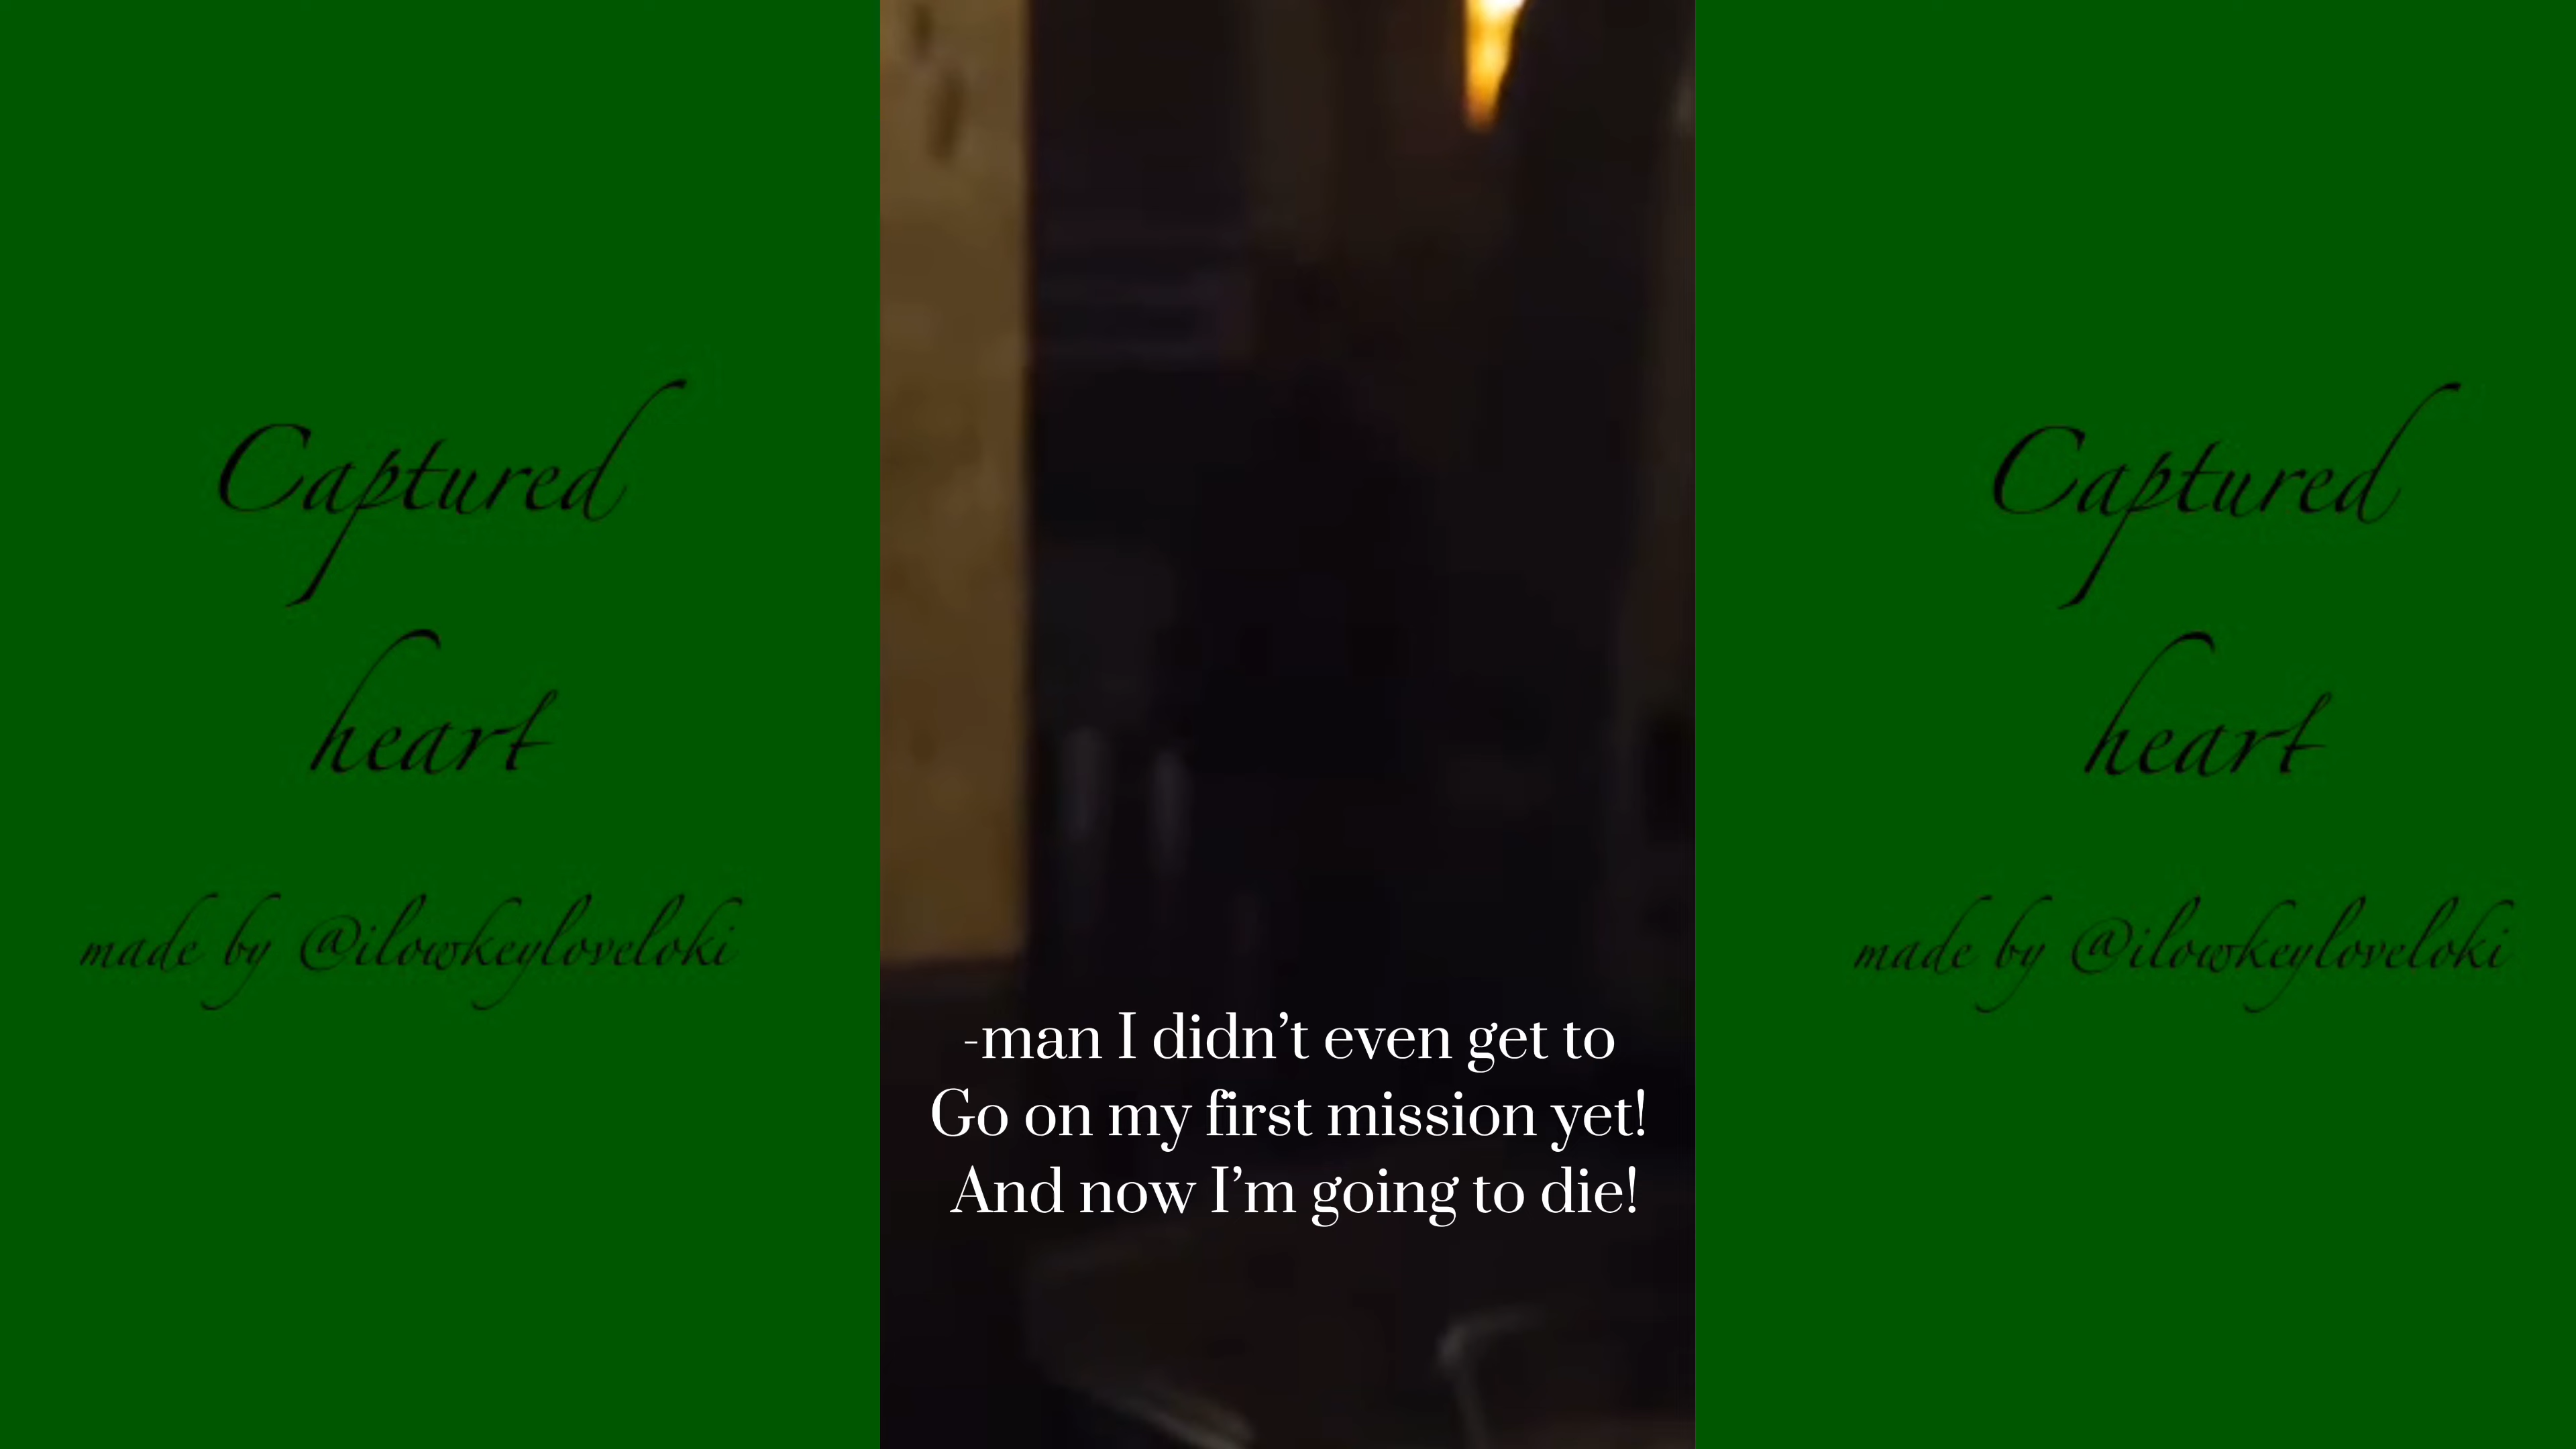 Captured
heart
made by @ilowkeyloveloki
-man I didn’t even get to
Go on my first mission yet!
And now I’m going to die!
Captured
heart
made by @ilowkeyloveloki